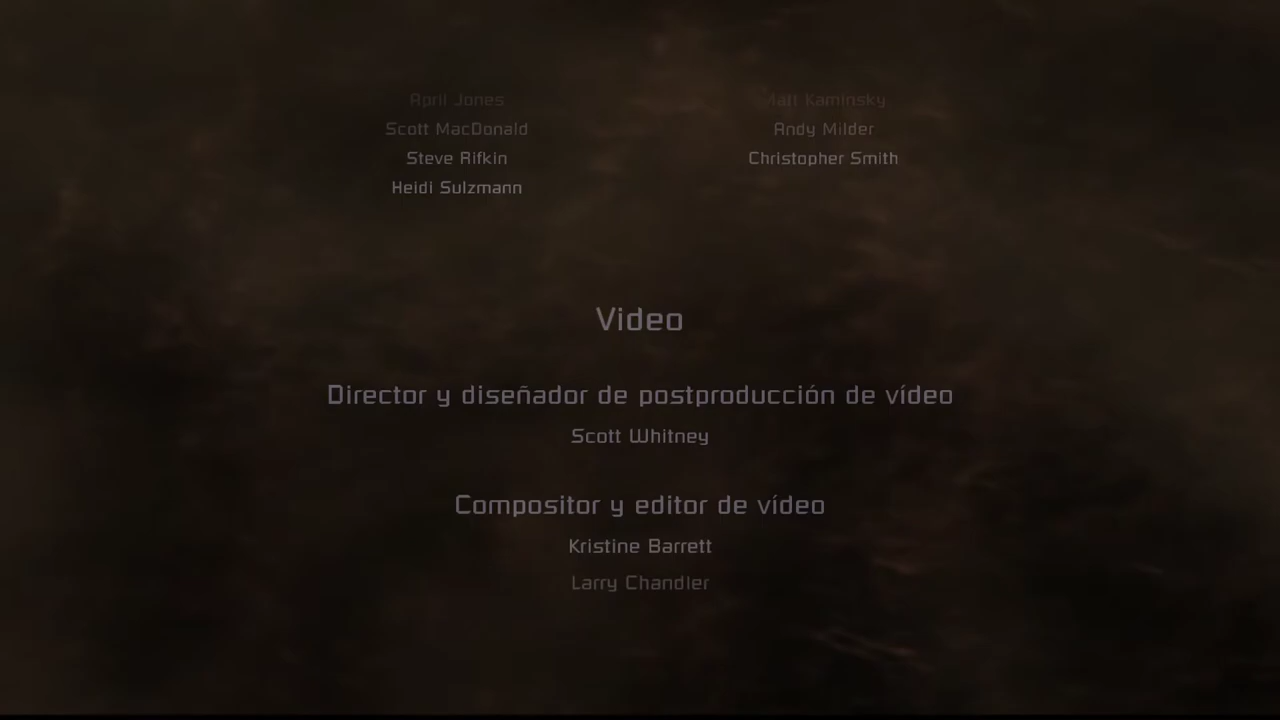 April Jones
Scott MacDonald
Steve Rifkin
Heidi Sulzmann
Matt Kaminsky
Andy Milder
Christopher Smith
Video
Director y diseñador de postproducción de vídeo
Scott Whitney
Compositor y editor de vídeo
Kristine Barrett
Larry Chandler